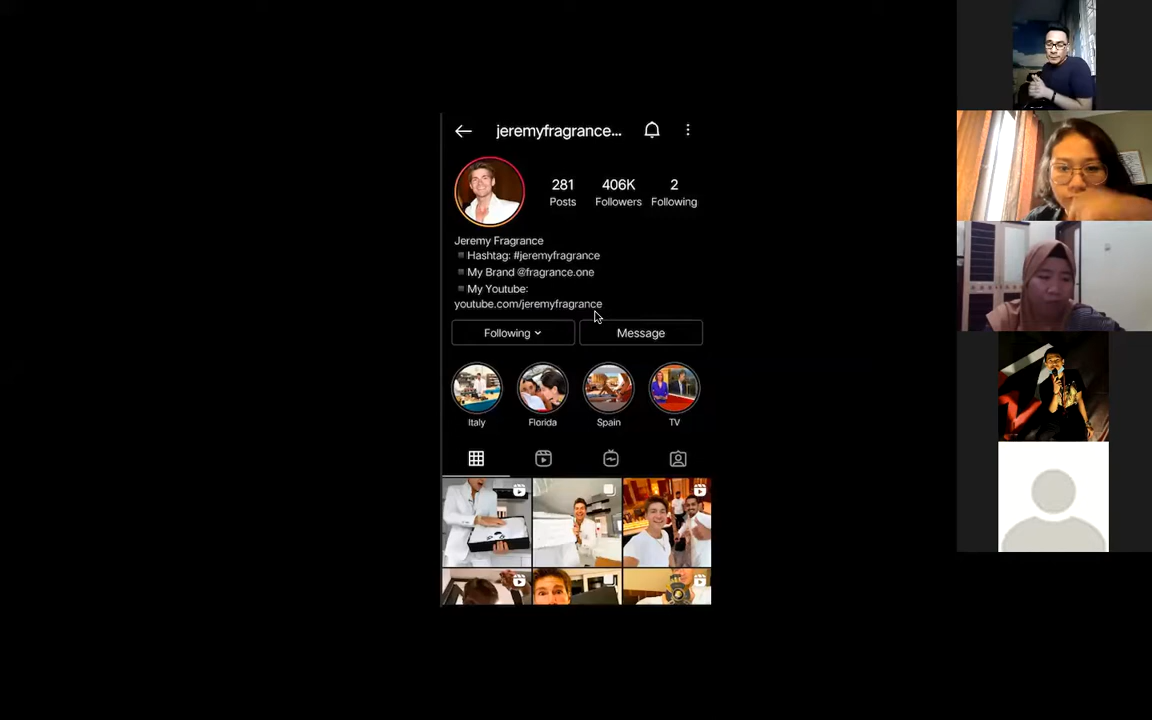 jeremyfragrance...
281 406K 2
Posts Followers Following
Jeremy Fragrance
Hashtag: #jeremyfragrance
My Brand @fragrance.one
My Youtube:
youtube.com/jeremyfragrance
Following Message
Italy Florida Spain TV